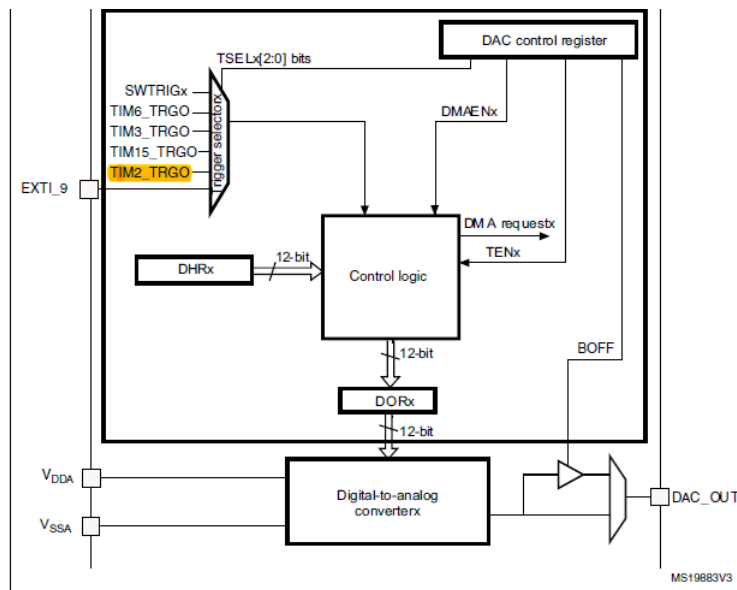 DAC control register
TSELx[2:0] bits
SWTRIGx
TIM6_TRGO
TIM3_TRGO
TIM15_TRGO
TIM2_TRGO
EXTI_9
Trigger selectorx
DMAENx
DMA requestx
TENx
DHRx
12-bit
Control logic
12-bit
BOFF
DORx
12-bit
VDDA
VSSA
Digital-to-analog
converterx
DAC_OUT
MS19883V3